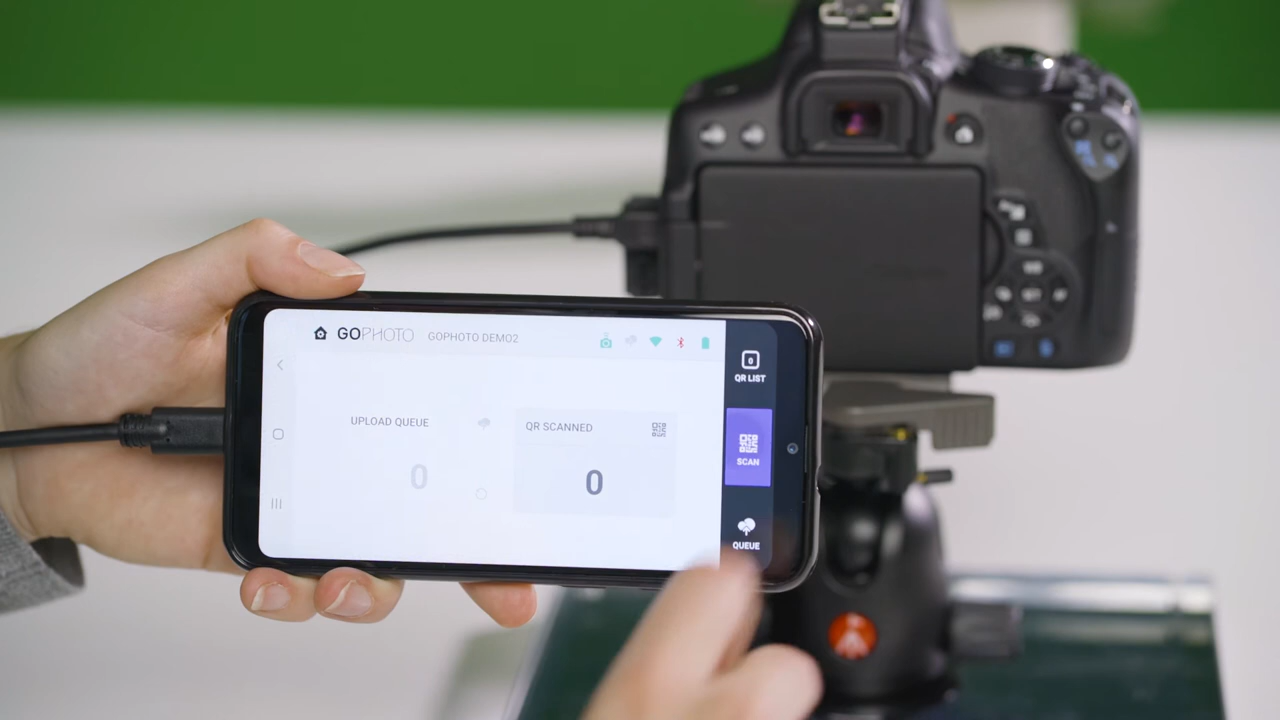 GOPHOTO GOPHOTO DEMO2
UPLOAD QUEUE
0
QR SCANNED
0
0
QR LIST
SCAN
QUEUE